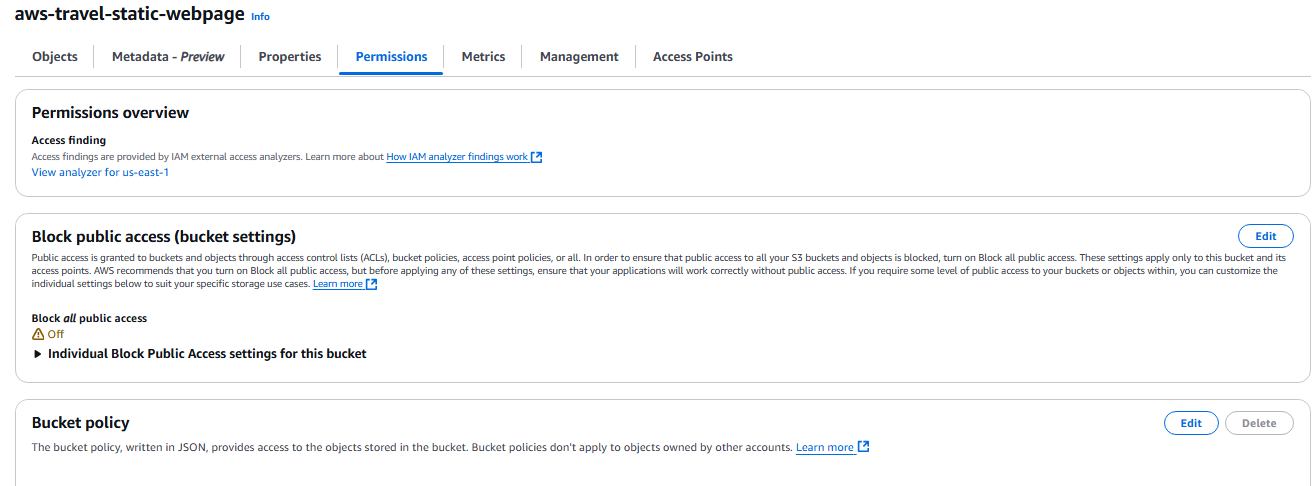 aws-travel-static-webpage Info
Objects Metadata - Preview Properties Permissions Metrics Management Access Points
Permissions overview
Access finding
Access findings are provided by IAM external access analyzers. Learn more about How IAM analyzer findings work
View analyzer for us-east-1
Block public access (bucket settings) Edit
Public access is granted to buckets and objects through access control lists (ACLs), bucket policies, access point policies, or all. In order to ensure that public access to all your S3 buckets and objects is blocked, turn on Block all public access. These settings apply only to this bucket and its
access points. AWS recommends that you turn on Block all public access, but before applying any of these settings, ensure that your applications will work correctly without public access. If you require some level of public access to your buckets or objects within, you can customize the
individual settings below to suit your specific storage use cases. Learn more
Block all public access
Off
Individual Block Public Access settings for this bucket
Bucket policy Edit Delete
The bucket policy, written in JSON, provides access to the objects stored in the bucket. Bucket policies don't apply to objects owned by other accounts. Learn more